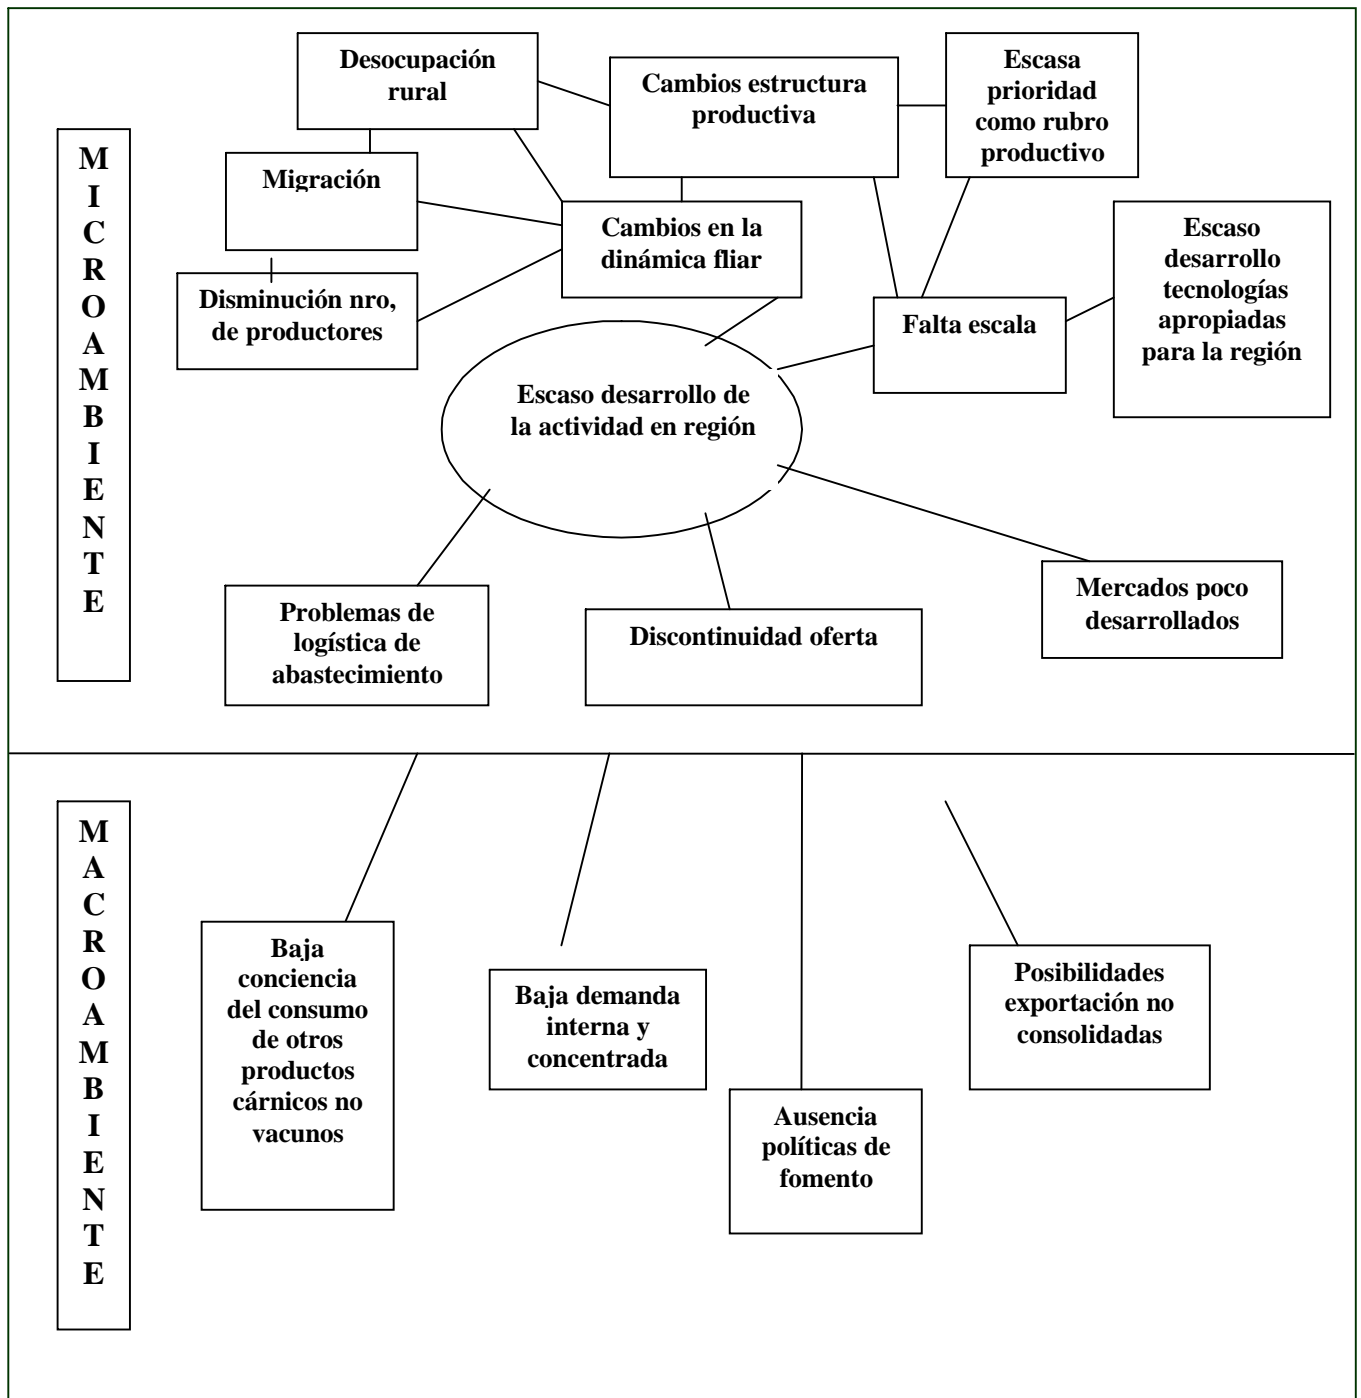 MICROAMBIENTE
Desocupación
rural
Cambios estructura
productiva
Escasa
prioridad
como rubro
productivo
Migración
Cambios en la
dinámica fliar
Escaso
desarrollo
tecnologías
apropiadas
para la región
Disminución nro,
de productores
Falta escala
Escaso desarrollo de
la actividad en región
Problemas de
logística de
abastecimiento
Discontinuidad oferta
Mercados poco
desarrollados
MACROAMBIENTE
Baja
conciencia
del consumo
de otros
productos
cárnicos no
vacunos
Baja demanda
interna y
concentrada
Ausencia
políticas de
fomento
Posibilidades
exportación no
consolidadas